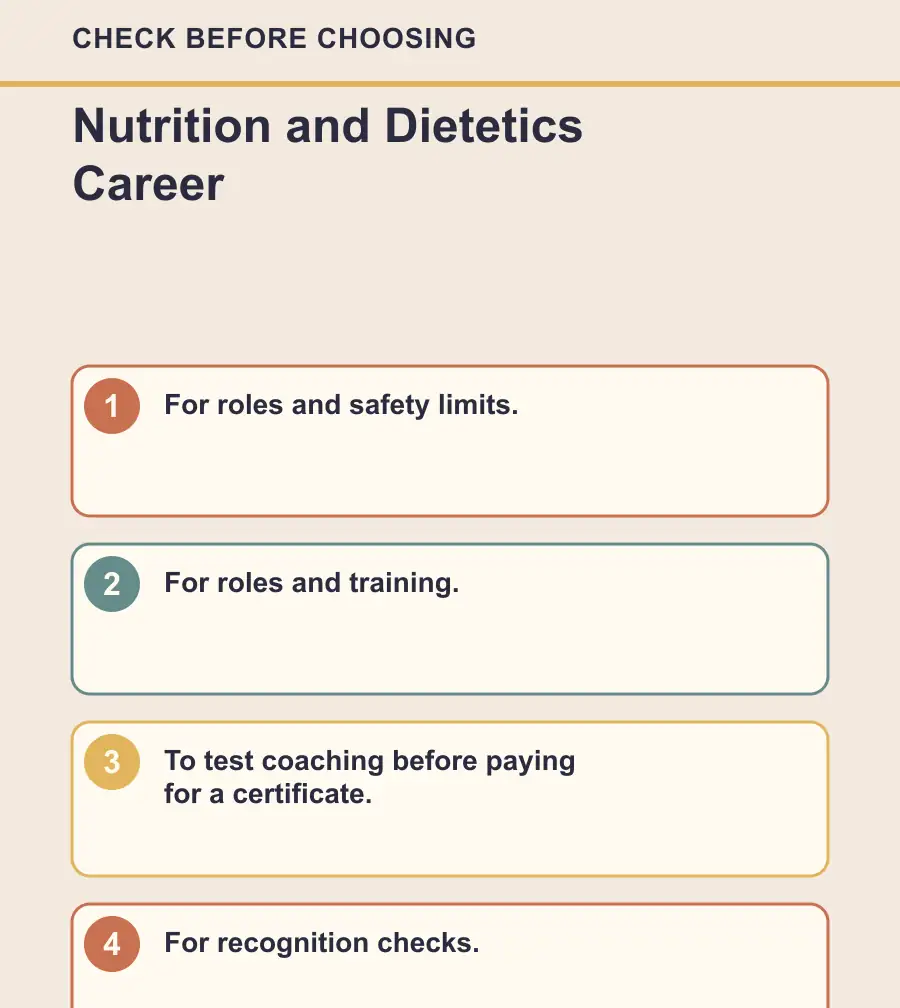 CHECK BEFORE CHOOSING
Nutrition and Dietetics
Career
1 For roles and safety limits.
2 For roles and training.
3 To test coaching before paying
for a certificate.
4 For recognition checks.